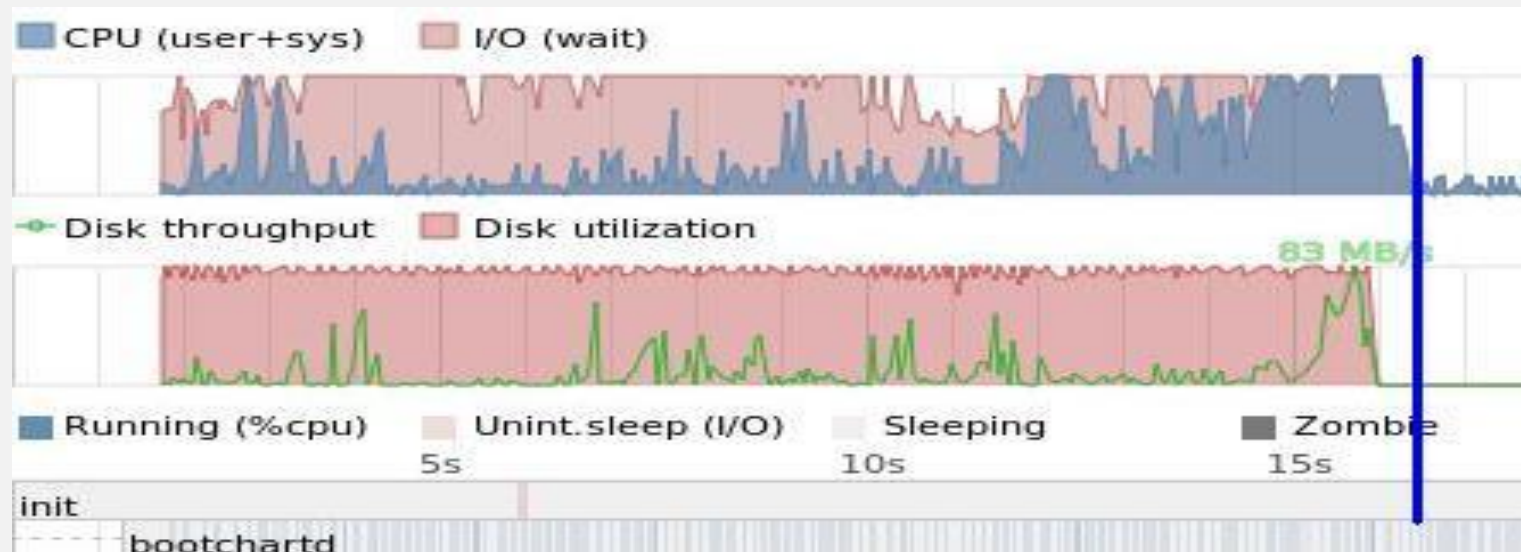 CPU (user+sys) I/O (wait)
Disk throughput Disk utilization
83 MB/s
Running (%cpu) Unint.sleep (I/O) Sleeping Zombie
5s 10s 15s
init
bootchartd